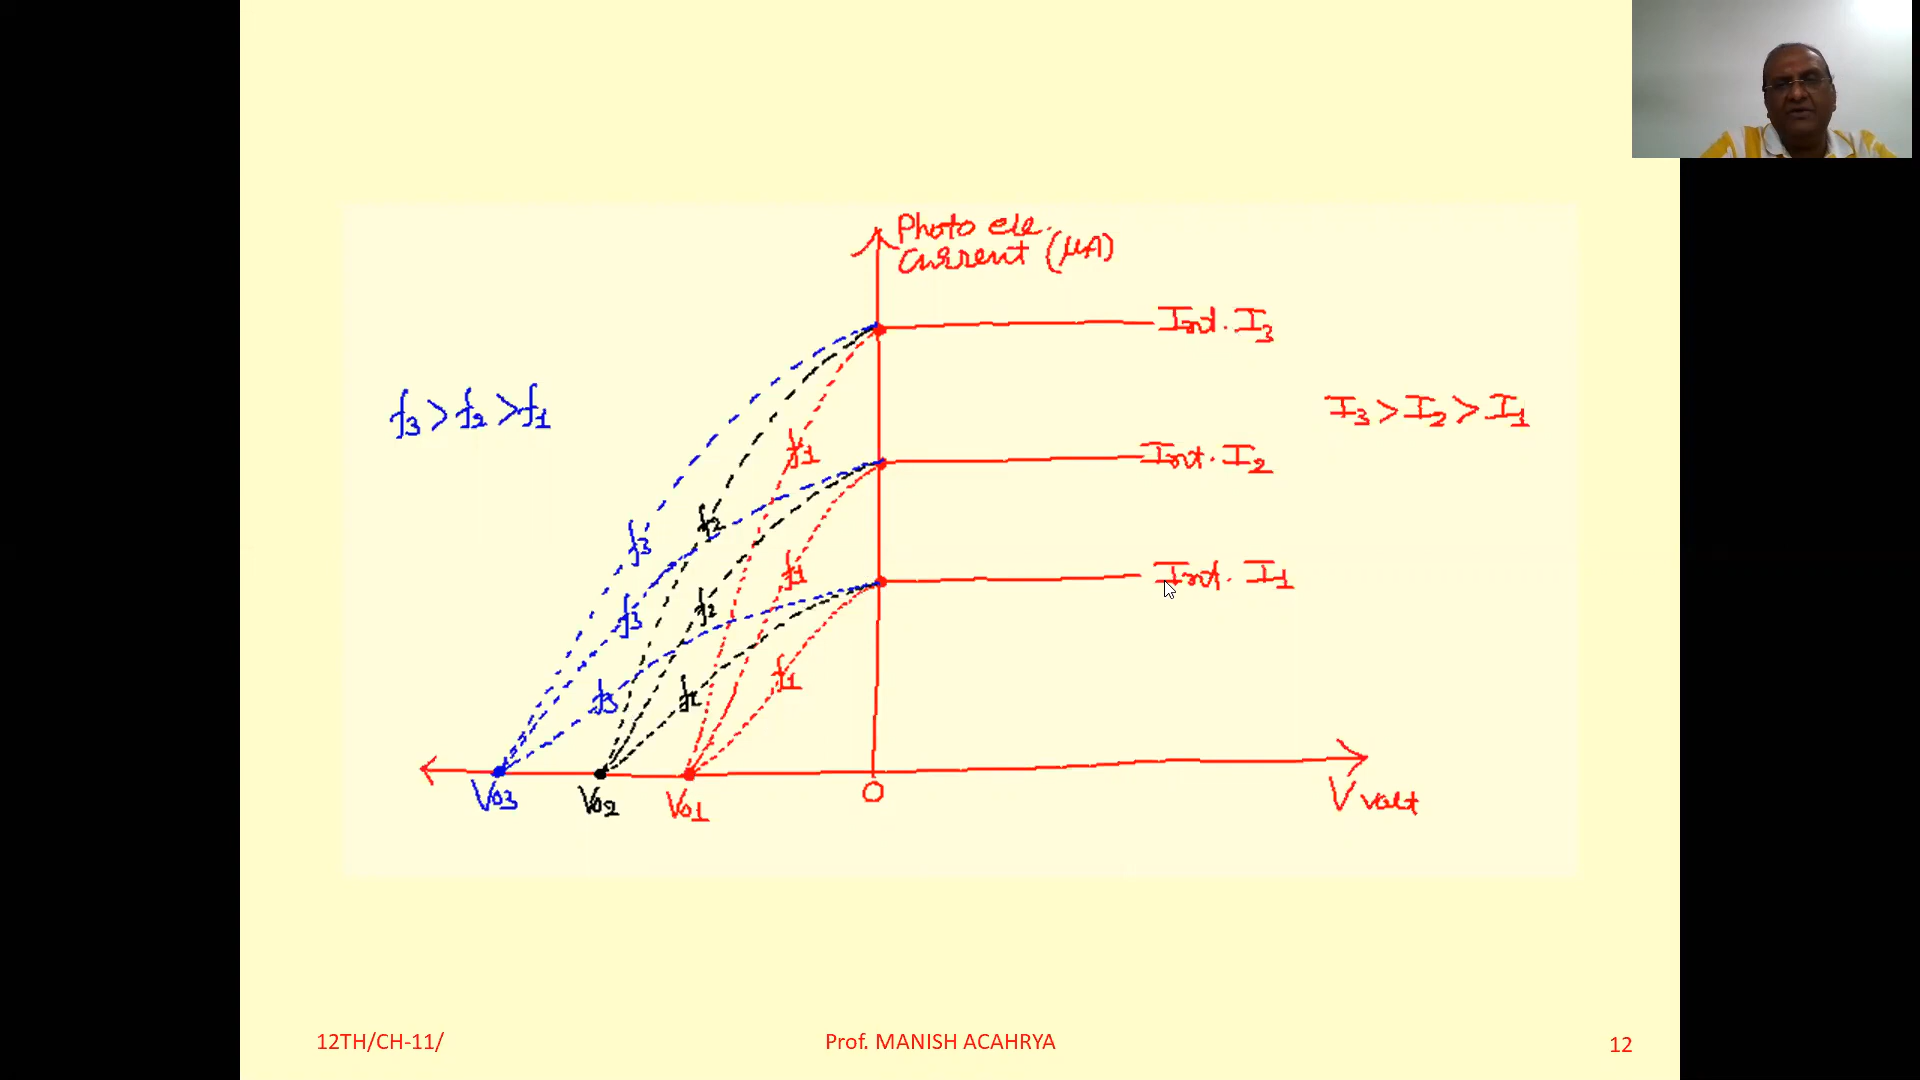 Photo ele.
Current (μA)
Int. I3
f3 > f2 > f1
I3 > I2 > I1
f1
Int. I2
f2
f3
f1
Int. I1
f2
f3
f1
f2
f3
V03
V02
V01
O
V volt
12TH/CH-11/
Prof. MANISH ACAHRYA
12